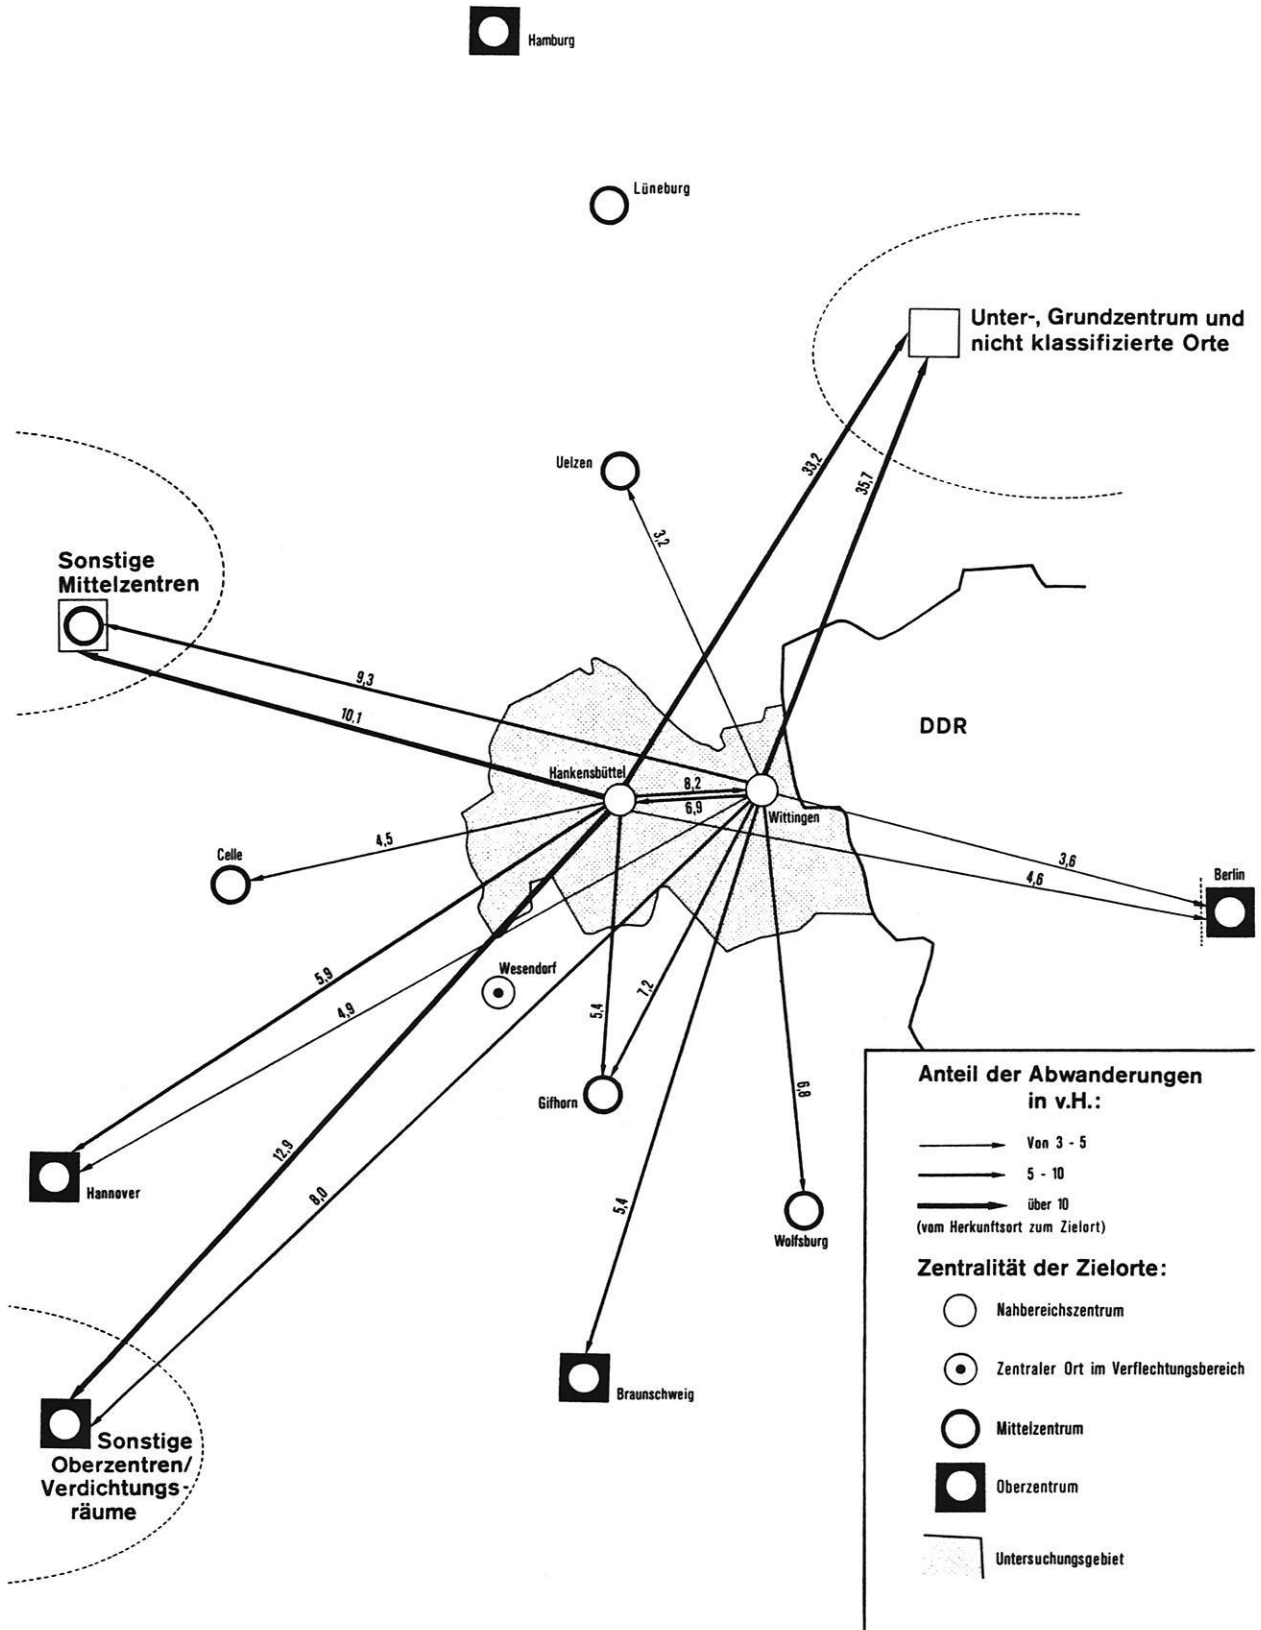 Hamburg
Lüneburg
Unter-, Grundzentrum und
nicht klassifizierte Orte
33,2
35,7
Uelzen
3,2
Sonstige
Mittelzentren
9,3
10,1
DDR
Hankensbüttel
8,2
6,9
Wittingen
4,5
Celle
3,6
4,6
Berlin
Wesendorf
5,9
4,9
5,4
7,2
Gifhorn
6,8
12,9
8,0
Hannover
5,4
Wolfsburg
Braunschweig
Sonstige
Oberzentren/
Verdichtungs-
räume
Anteil der Abwanderungen
in v.H.:
Von 3 - 5
5 - 10
über 10
(vom Herkunftsort zum Zielort)
Zentralität der Zielorte:
Nahbereichszentrum
Zentraler Ort im Verflechtungsbereich
Mittelzentrum
Oberzentrum
Untersuchungsgebiet